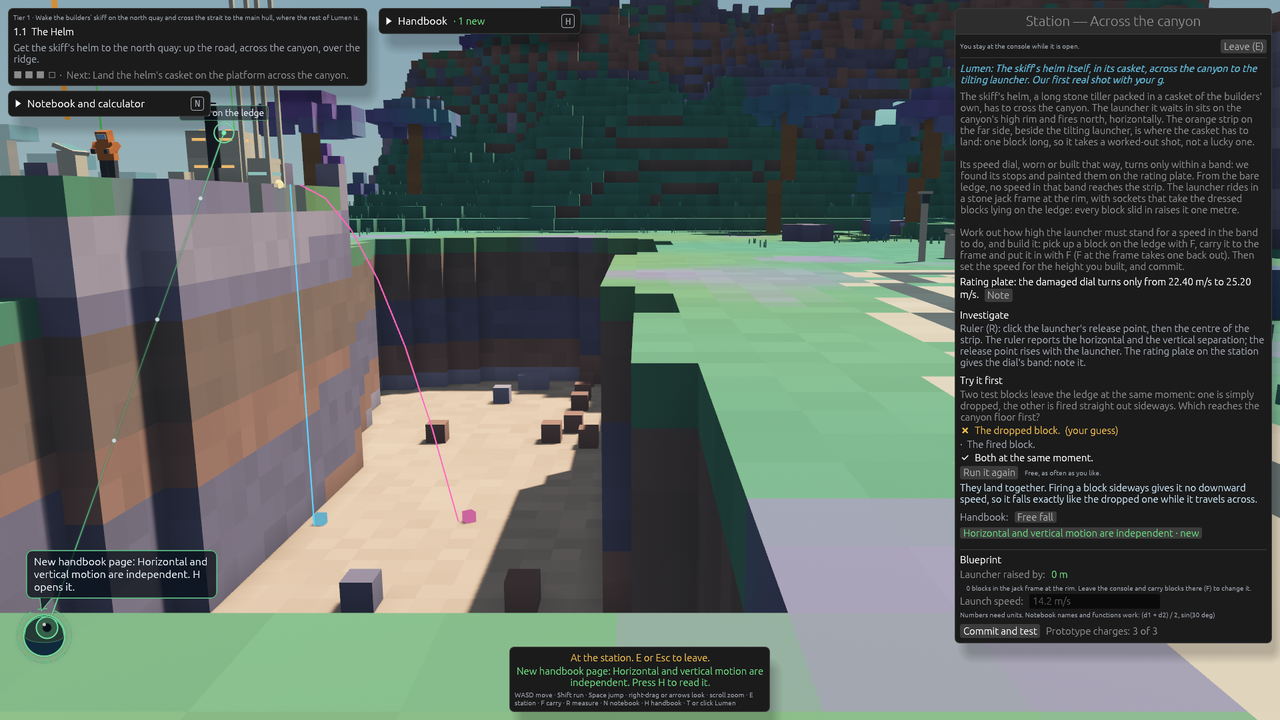 Tier 1 · Wake the builders' skiff on the north quay and cross the strait to the main hull, where the rest of Lumen is.
1.1 The Helm
Get the skiff's helm to the north quay: up the road, across the canyon, over the
ridge.
· Next: Land the helm's casket on the platform across the canyon.
Handbook · 1 new H
Notebook and calculator N
on the ledge
New handbook page: Horizontal and
vertical motion are independent. H
opens it.
At the station. E or Esc to leave.
New handbook page: Horizontal and vertical motion are
independent. Press H to read it.
WASD move · Shift run · Space jump · right-drag or arrows look · scroll zoom · E
station · F carry · R measure · N notebook · H handbook · T or click Lumen
Station — Across the canyon
You stay at the console while it is open. Leave (E)
Lumen: The skiff's helm itself, in its casket, across the canyon to the
tilting launcher. Our first real shot with your g.
The skiff's helm, a long stone tiller packed in a casket of the builders'
own, has to cross the canyon. The launcher it waits in sits on the
canyon's high rim and fires north, horizontally. The orange strip on
the far side, beside the tilting launcher, is where the casket has to
land: one block long, so it takes a worked-out shot, not a lucky one.
Its speed dial, worn or built that way, turns only within a band: we
found its stops and painted them on the rating plate. From the bare
ledge, no speed in that band reaches the strip. The launcher rides in
a stone jack frame at the rim, with sockets that take the dressed
blocks lying on the ledge: every block slid in raises it one metre.
Work out how high the launcher must stand for a speed in the band
to do, and build it: pick up a block on the ledge with F, carry it to the
frame and put it in with F (F at the frame takes one back out). Then
set the speed for the height you built, and commit.
Rating plate: the damaged dial turns only from 22.40 m/s to 25.20
m/s. Note
Investigate
Ruler (R): click the launcher's release point, then the centre of the
strip. The ruler reports the horizontal and the vertical separation; the
release point rises with the launcher. The rating plate on the station
gives the dial's band: note it.
Try it first
Two test blocks leave the ledge at the same moment: one is simply
dropped, the other is fired straight out sideways. Which reaches the
canyon floor first?
× The dropped block. (your guess)
· The fired block.
✓ Both at the same moment.
Run it again Free, as often as you like.
They land together. Firing a block sideways gives it no downward
speed, so it falls exactly like the dropped one while it travels across.
Handbook: Free fall
Horizontal and vertical motion are independent · new
Blueprint
Launcher raised by: 0 m
0 blocks in the jack frame at the rim. Leave the console and carry blocks there (F) to change it.
Launch speed: 14.2 m/s
Numbers need units. Notebook names and functions work: (d1 + d2) / 2, sin(30 deg)
Commit and test Prototype charges: 3 of 3